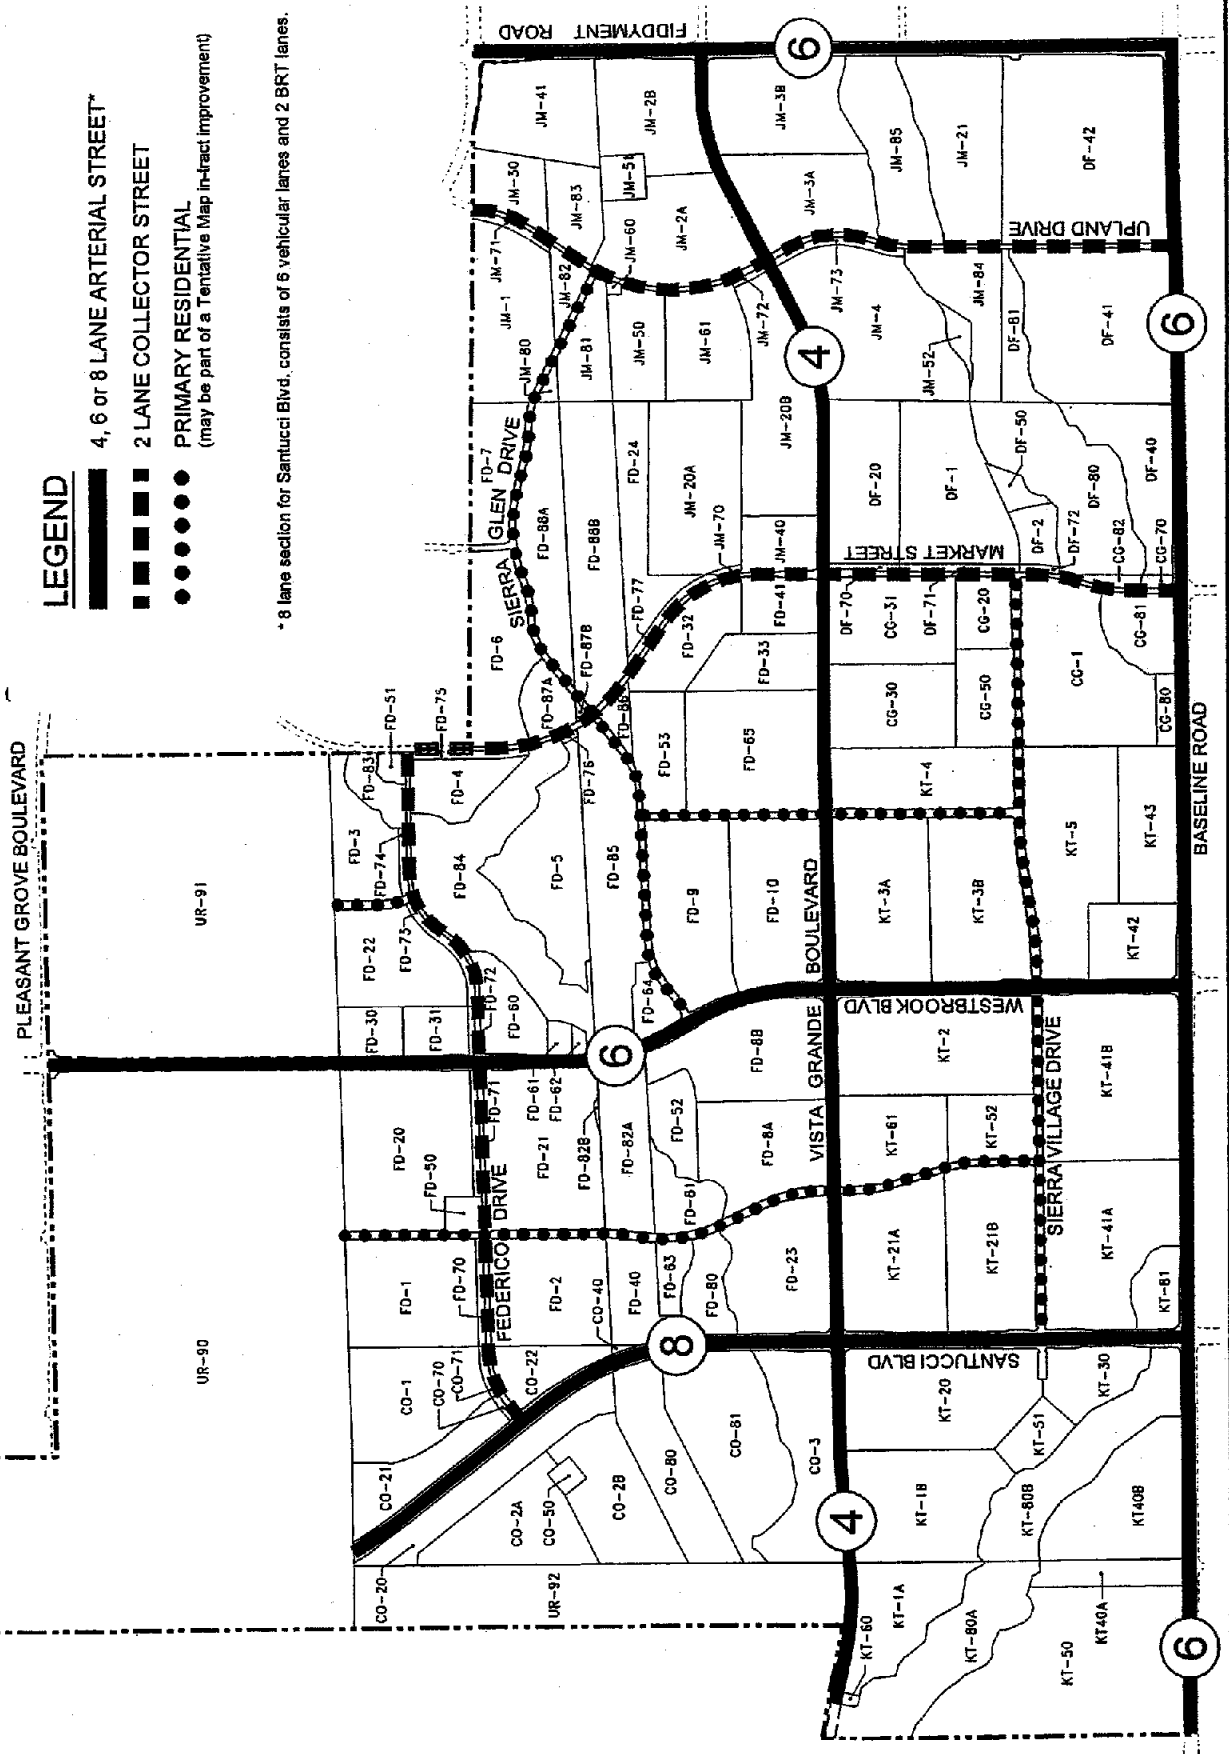 LEGEND
4, 6 or 8 LANE ARTERIAL STREET*
2 LANE COLLECTOR STREET
PRIMARY RESIDENTIAL
(may be part of a Tentative Map in-tract improvement)
*8 lane section for Santucci Blvd. consists of 6 vehicular lanes and 2 BRT lanes.
PLEASANT GROVE BOULEVARD
FIDDYMENT ROAD
BASELINE ROAD
UPLAND DRIVE
MARKET STREET
SIERRA GLEN DRIVE
VISTA GRANDE BOULEVARD
WESTBROOK BLVD
SIERRA VILLAGE DRIVE
SANTUCCI BLVD
FEDERICO DRIVE
6
6
6
6
8
4
4
UR-90
UR-91
UR-92
CO-20
CO-21
CO-1
CO-70
CO-71
CO-22
CO-2A
CO-50
CO-2B
CO-80
CO-81
CO-3
CO-40
FD-1
FD-70
FD-2
FD-40
FD-63
FD-80
FD-23
FD-20
FD-50
FD-71
FD-21
FD-61
FD-62
FD-82B
FD-82A
FD-52
FD-81
FD-8A
FD-8B
FD-30
FD-31
FD-72
FD-60
FD-64
FD-22
FD-73
FD-74
FD-3
FD-83
FD-51
FD-75
FD-4
FD-84
FD-5
FD-85
FD-76
FD-9
FD-10
FD-53
FD-65
FD-86
FD-87A
FD-87B
FD-6
FD-7
FD-88A
FD-88B
FD-24
FD-77
FD-32
FD-33
FD-41
JM-41
JM-30
JM-83
JM-71
JM-1
JM-82
JM-80
JM-81
JM-2B
JM-51
JM-60
JM-2A
JM-50
JM-61
JM-72
JM-3B
JM-3A
JM-73
JM-85
JM-21
JM-4
JM-84
JM-52
JM-20A
JM-20B
JM-70
JM-40
DF-42
DF-41
DF-81
DF-50
DF-20
DF-1
DF-2
DF-80
DF-40
DF-72
DF-70
DF-71
CG-82
CG-70
CG-31
CG-20
CG-30
CG-50
CG-1
CG-81
CG-80
KT-4
KT-5
KT-43
KT-42
KT-3A
KT-3B
KT-2
KT-41B
KT-61
KT-52
KT-21A
KT-21B
KT-41A
KT-81
KT-20
KT-30
KT-51
KT-1B
KT-80B
KT40B
KT-1A
KT-60
KT-80A
KT-50
KT40A